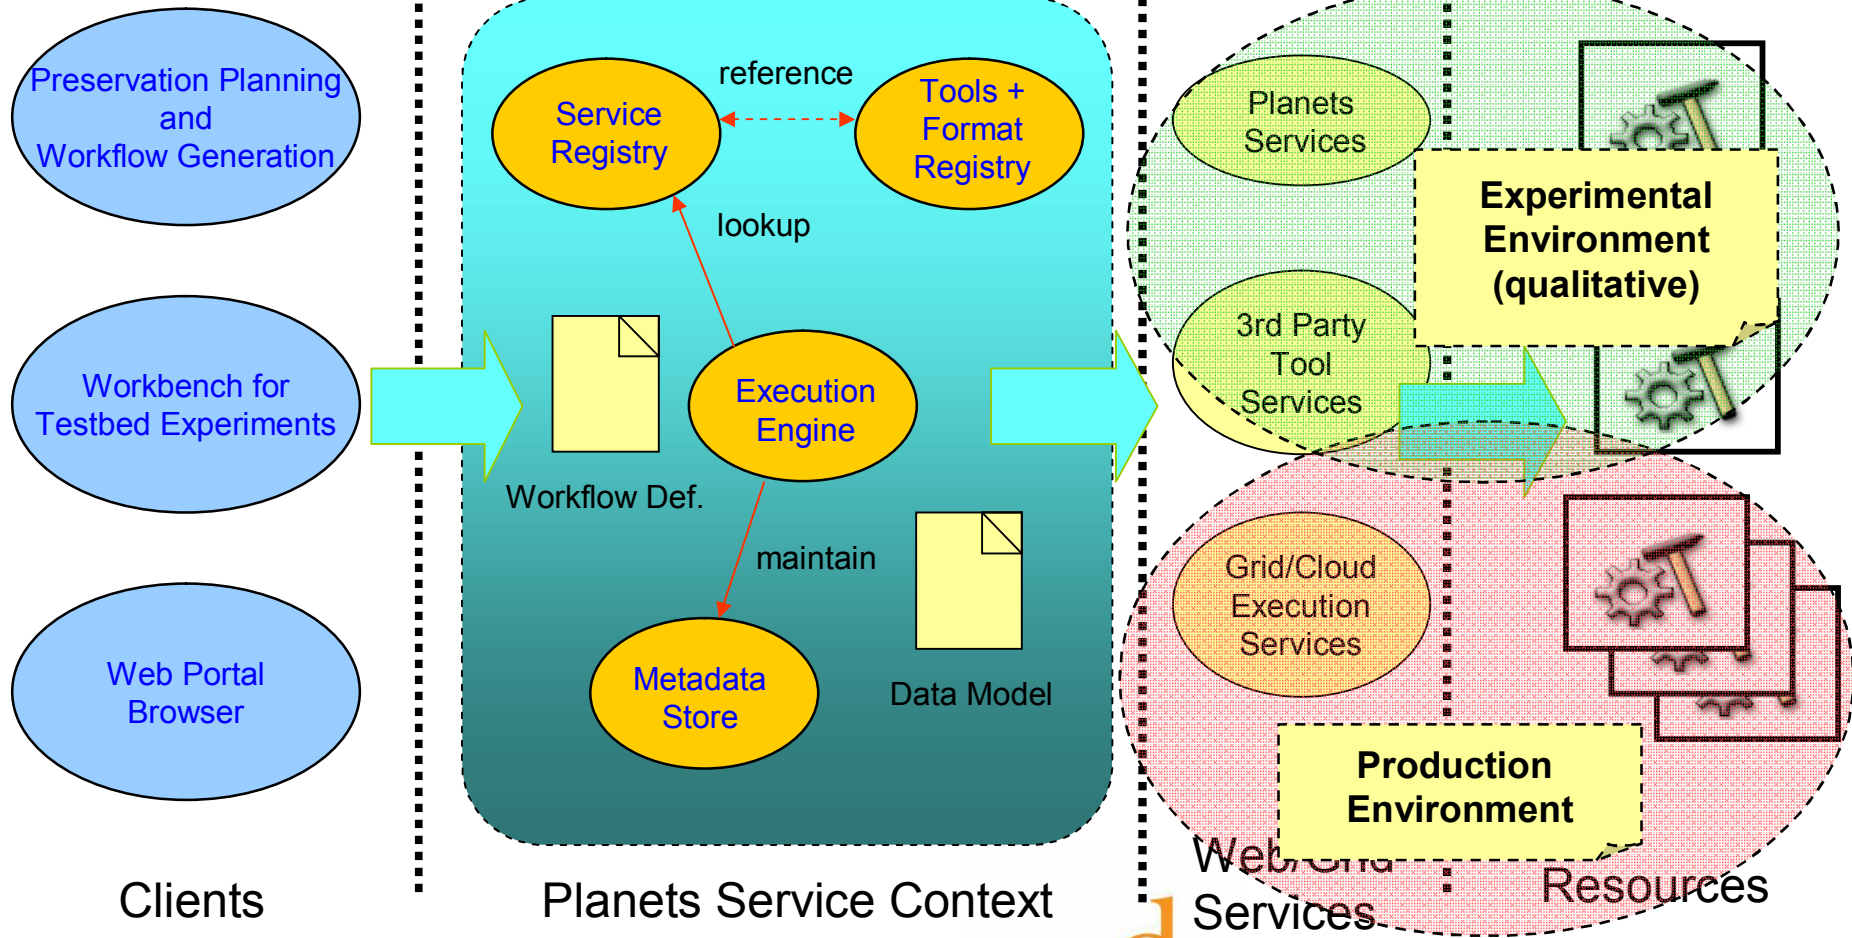 Preservation Planning
and
Workflow Generation
Workbench for
Testbed Experiments
Web Portal
Browser
Clients
reference
Service
Registry
Tools +
Format
Registry
lookup
Execution
Engine
Workflow Def.
maintain
Metadata
Store
Data Model
Planets Service Context
Planets
Services
Experimental
Environment
(qualitative)
3rd Party
Tool
Services
Grid/Cloud
Execution
Services
Production
Environment
Web/Grid
Services
Resources